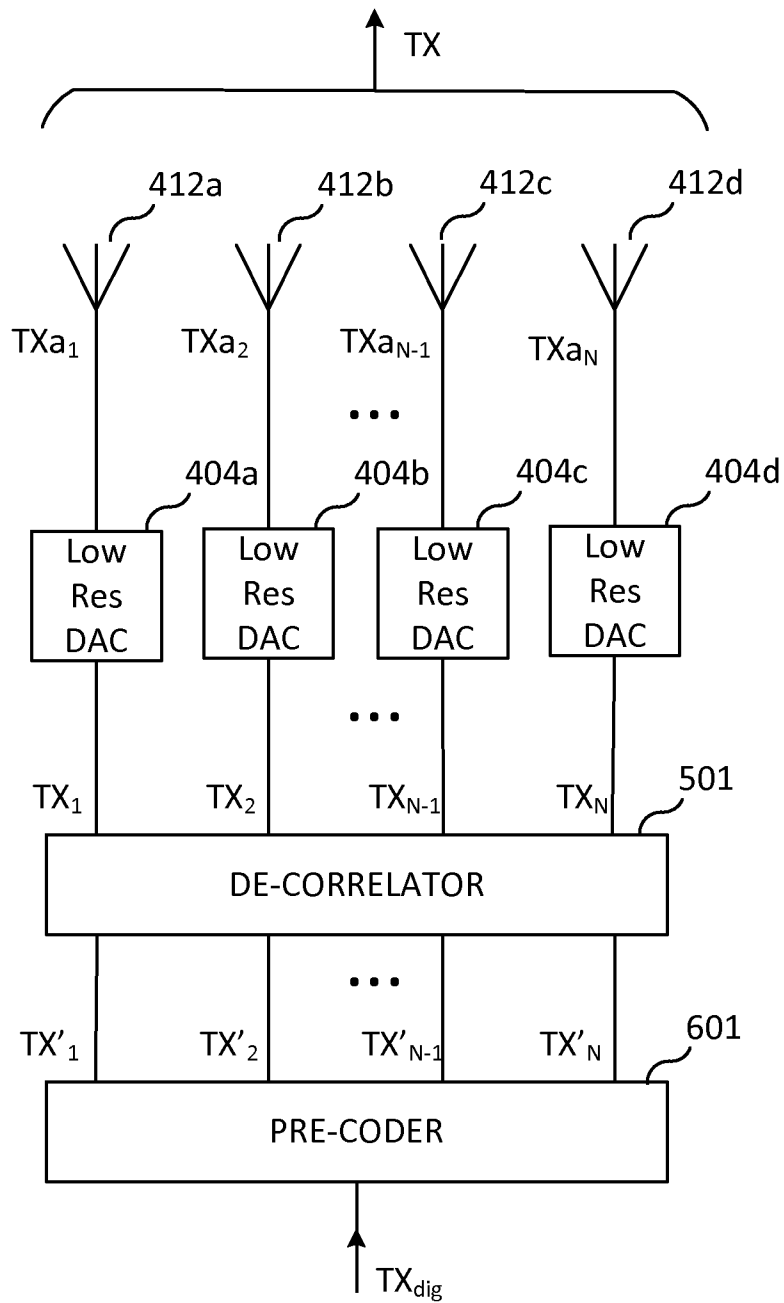 TX
412a 412b 412c 412d
TXa₁ TXa₂ TXaN-1 TXaN
...
404a 404b 404c 404d
Low Low Low Low
Res Res Res Res
DAC DAC DAC DAC
...
TX₁ TX₂ TXN-1 TXN
501
DE-CORRELATOR
...
TX’₁ TX’₂ TX’N-1 TX’N
601
PRE-CODER
TXdig